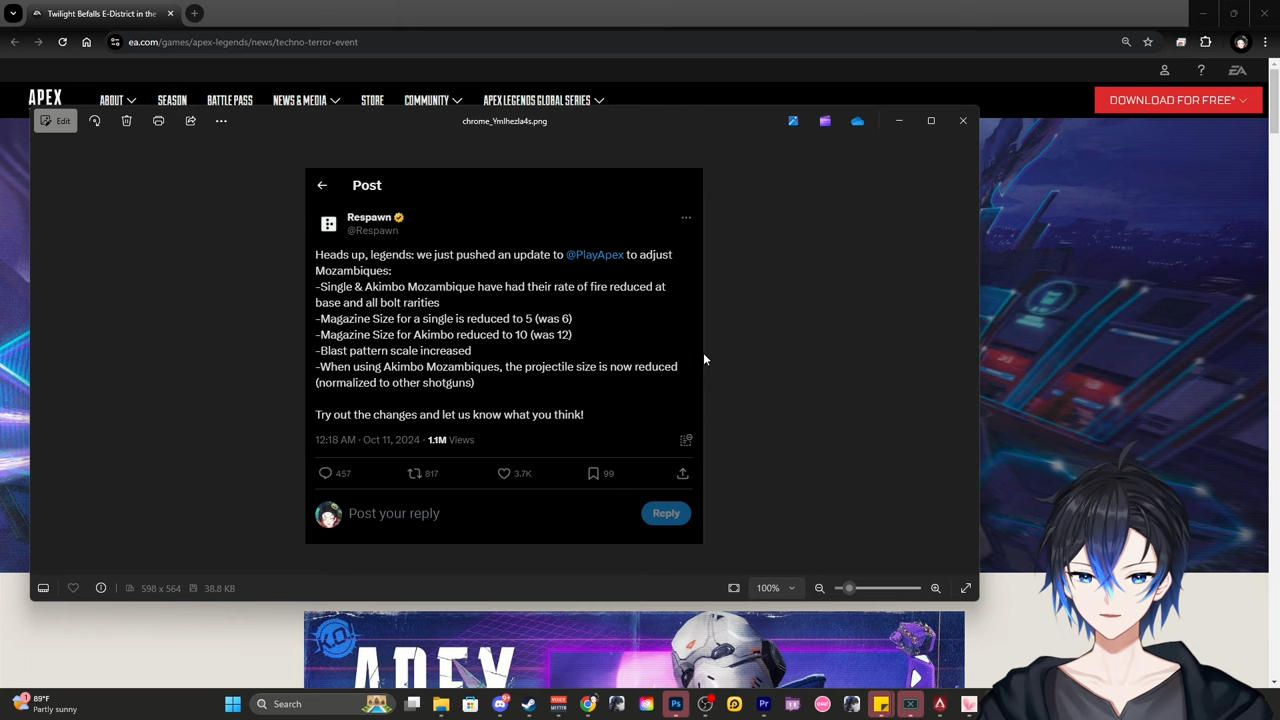 Twilight Befalls E-District in the
ea.com/games/apex-legends/news/techno-terror-event
EA
APEX
ABOUT
SEASON
BATTLE PASS
NEWS & MEDIA
STORE
COMMUNITY
APEX LEGENDS GLOBAL SERIES
DOWNLOAD FOR FREE*
Edit
chrome_YmIhezIa4s.png
Post
Respawn
@Respawn
Heads up, legends: we just pushed an update to @PlayApex to adjust
Mozambiques:
-Single & Akimbo Mozambique have had their rate of fire reduced at
base and all bolt rarities
-Magazine Size for a single is reduced to 5 (was 6)
-Magazine Size for Akimbo reduced to 10 (was 12)
-Blast pattern scale increased
-When using Akimbo Mozambiques, the projectile size is now reduced
(normalized to other shotguns)
Try out the changes and let us know what you think!
12:18 AM · Oct 11, 2024 · 1.1M Views
457
817
3.7K
99
Post your reply
Reply
598 x 564
38.8 KB
100%
APEX
89°F
Partly sunny
Search
Ps
Pr